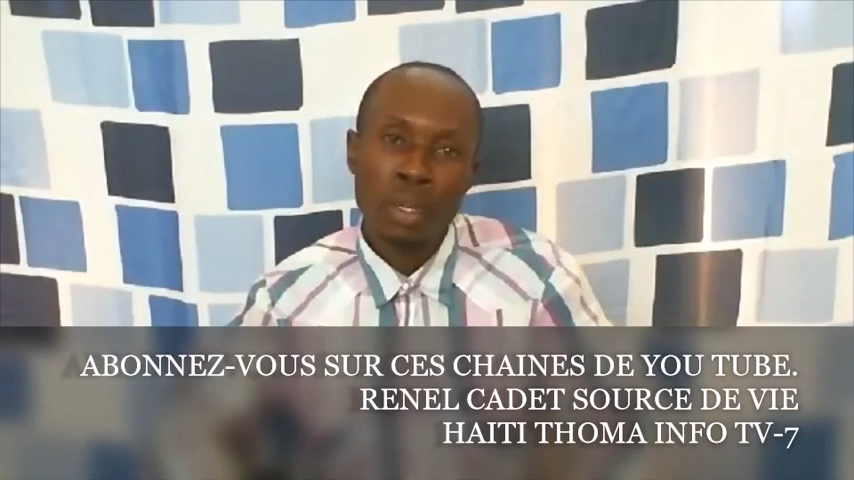 ABONNEZ-VOUS SUR CES CHAINES DE YOU TUBE.
RENEL CADET SOURCE DE VIE
HAITI THOMA INFO TV-7